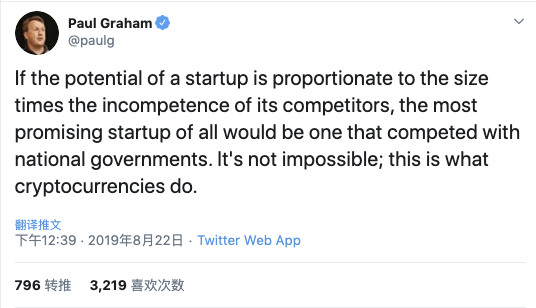 Paul Graham
@paulg
If the potential of a startup is proportionate to the size
times the incompetence of its competitors, the most
promising startup of all would be one that competed with
national governments. It's not impossible; this is what
cryptocurrencies do.
翻译推文
下午12:39 · 2019年8月22日 · Twitter Web App
796 转推 3,219 喜欢次数